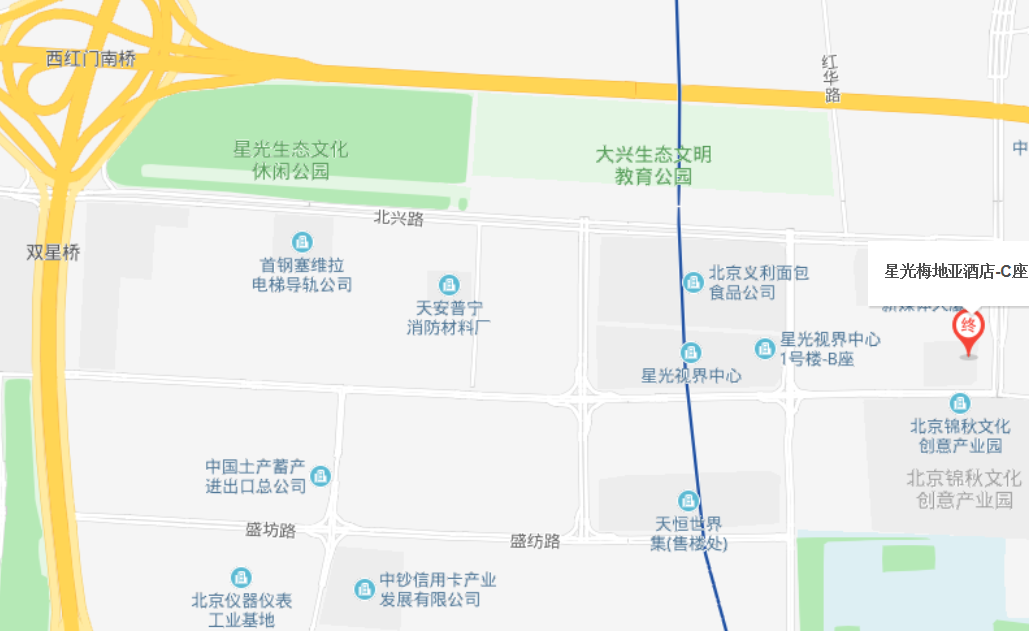 西红门南桥
红华路
星光生态文化
休闲公园
大兴生态文明
教育公园
中
北兴路
双星桥
首钢塞维拉
电梯导轨公司
天安普宁
消防材料厂
北京义利面包
食品公司
星光梅地亚酒店-C座
终
星光视界中心
1号楼-B座
星光视界中心
北京锦秋文化
创意产业园
北京锦秋文化
创意产业园
中国土产蓄产
进出口总公司
天恒世界
集(售楼处)
盛坊路
盛纺路
中钞信用卡产业
发展有限公司
北京仪器仪表
工业基地